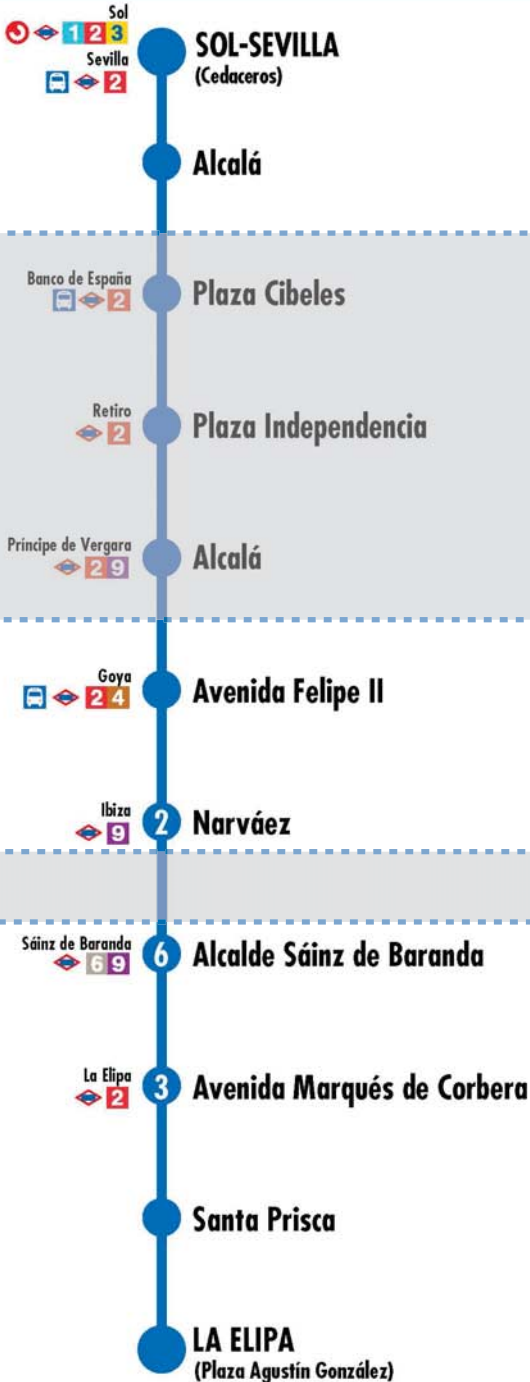 Sol
1 2 3
Sevilla
2
SOL-SEVILLA
(Cedaceros)
Alcalá
Banco de España
2
Plaza Cibeles
Retiro
2
Plaza Independencia
Príncipe de Vergara
2 9
Alcalá
Goya
2 4
Avenida Felipe II
Ibiza
9
2
Narváez
Sáinz de Baranda
6 9
6
Alcalde Sáinz de Baranda
La Elipa
2
3
Avenida Marqués de Corbera
Santa Prisca
LA ELIPA
(Plaza Agustín González)